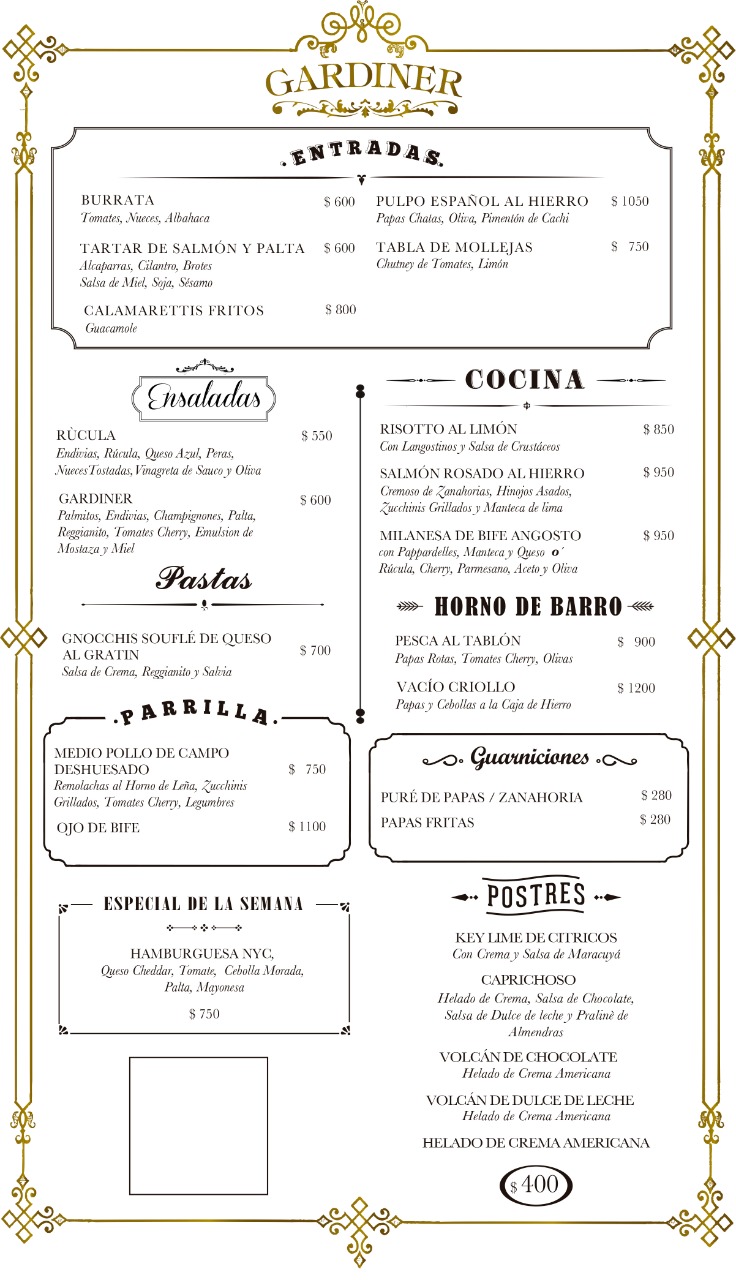 GARDINER
.ENTRADAS.
BURRATA $ 600
Tomates, Nueces, Albahaca
TARTAR DE SALMÓN Y PALTA $ 600
Alcaparras, Cilantro, Brotes
Salsa de Miel, Soja, Sésamo
CALAMARETTIS FRITOS $ 800
Guacamole
PULPO ESPAÑOL AL HIERRO $ 1050
Papas Chatas, Oliva, Pimentón de Cachi
TABLA DE MOLLEJAS $ 750
Chutney de Tomates, Limón
Ensaladas
RÙCULA $ 550
Endivias, Rúcula, Queso Azul, Peras,
Nueces Tostadas, Vinagreta de Sauco y Oliva
GARDINER $ 600
Palmitos, Endivias, Champignones, Palta,
Reggianito, Tomates Cherry, Emulsion de
Mostaza y Miel
Pastas
GNOCCHIS SOUFLÉ DE QUESO
AL GRATIN $ 700
Salsa de Crema, Reggianito y Salvia
.PARRILLA.
MEDIO POLLO DE CAMPO
DESHUESADO $ 750
Remolachas al Horno de Leña, Zucchinis
Grillados, Tomates Cherry, Legumbres
OJO DE BIFE $ 1100
ESPECIAL DE LA SEMANA
HAMBURGUESA NYC,
Queso Cheddar, Tomate, Cebolla Morada,
Palta, Mayonesa
$ 750
COCINA
RISOTTO AL LIMÓN $ 850
Con Langostinos y Salsa de Crustáceos
SALMÓN ROSADO AL HIERRO $ 950
Cremoso de Zanahorias, Hinojos Asados,
Zucchinis Grillados y Manteca de lima
MILANESA DE BIFE ANGOSTO $ 950
con Pappardelles, Manteca y Queso o´
Rúcula, Cherry, Parmesano, Aceto y Oliva
HORNO DE BARRO
PESCA AL TABLÓN $ 900
Papas Rotas, Tomates Cherry, Olivas
VACÍO CRIOLLO $ 1200
Papas y Cebollas a la Caja de Hierro
Guarniciones
PURÉ DE PAPAS / ZANAHORIA $ 280
PAPAS FRITAS $ 280
POSTRES
KEY LIME DE CITRICOS
Con Crema y Salsa de Maracuyá
CAPRICHOSO
Helado de Crema, Salsa de Chocolate,
Salsa de Dulce de leche y Pralinè de
Almendras
VOLCÁN DE CHOCOLATE
Helado de Crema Americana
VOLCÁN DE DULCE DE LECHE
Helado de Crema Americana
HELADO DE CREMA AMERICANA
$ 400